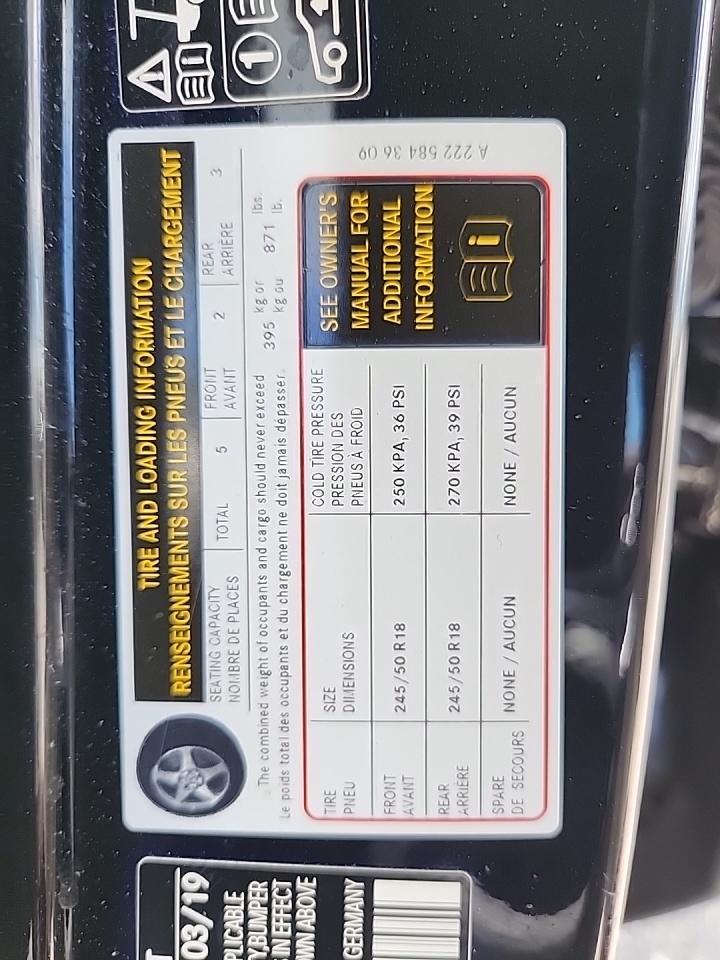 TIRE AND LOADING INFORMATION
RENSEIGNEMENTS SUR LES PNEUS ET LE CHARGEMENT
SEATING CAPACITY TOTAL 5 FRONT 2 REAR 3
NOMBRE DE PLACES AVANT ARRIÈRE
The combined weight of occupants and cargo should never exceed 395 kg or 871 lbs.
Le poids total des occupants et du chargement ne doit jamais dépasser 395 kg ou 871 lb.
TIRE SIZE COLD TIRE PRESSURE
PNEU DIMENSIONS PRESSION DES
PNEUS À FROID
FRONT 245/50 R18 250 KPA, 36 PSI
AVANT
REAR 245/50 R18 270 KPA, 39 PSI
ARRIÈRE
SPARE NONE / AUCUN NONE / AUCUN
DE SECOURS
SEE OWNER'S
MANUAL FOR
ADDITIONAL
INFORMATION
A 222 584 36 09
03/19
IN EFFECT
GERMANY
1